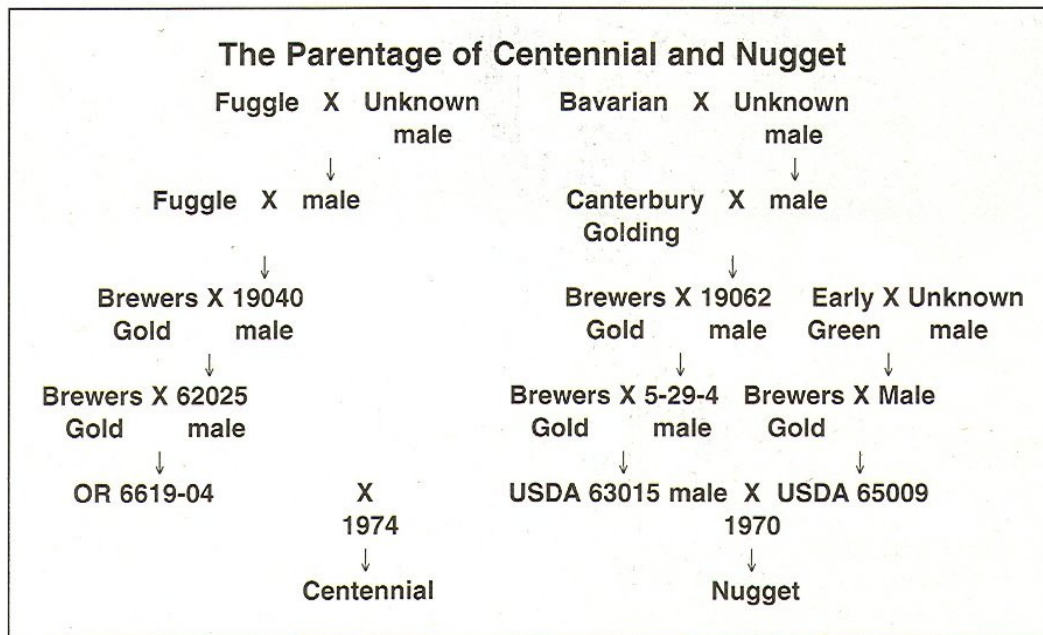 The Parentage of Centennial and Nugget
Fuggle X Unknown Bavarian X Unknown
male male
↓ ↓
Fuggle X male Canterbury X male
Golding
↓ ↓
Brewers X 19040 Brewers X 19062 Early X Unknown
Gold male Gold male Green male
↓ ↓ ↓
Brewers X 62025 Brewers X 5-29-4 Brewers X Male
Gold male Gold male Gold
↓ ↓ ↓
OR 6619-04 X USDA 63015 male X USDA 65009
1974 1970
↓ ↓
Centennial Nugget